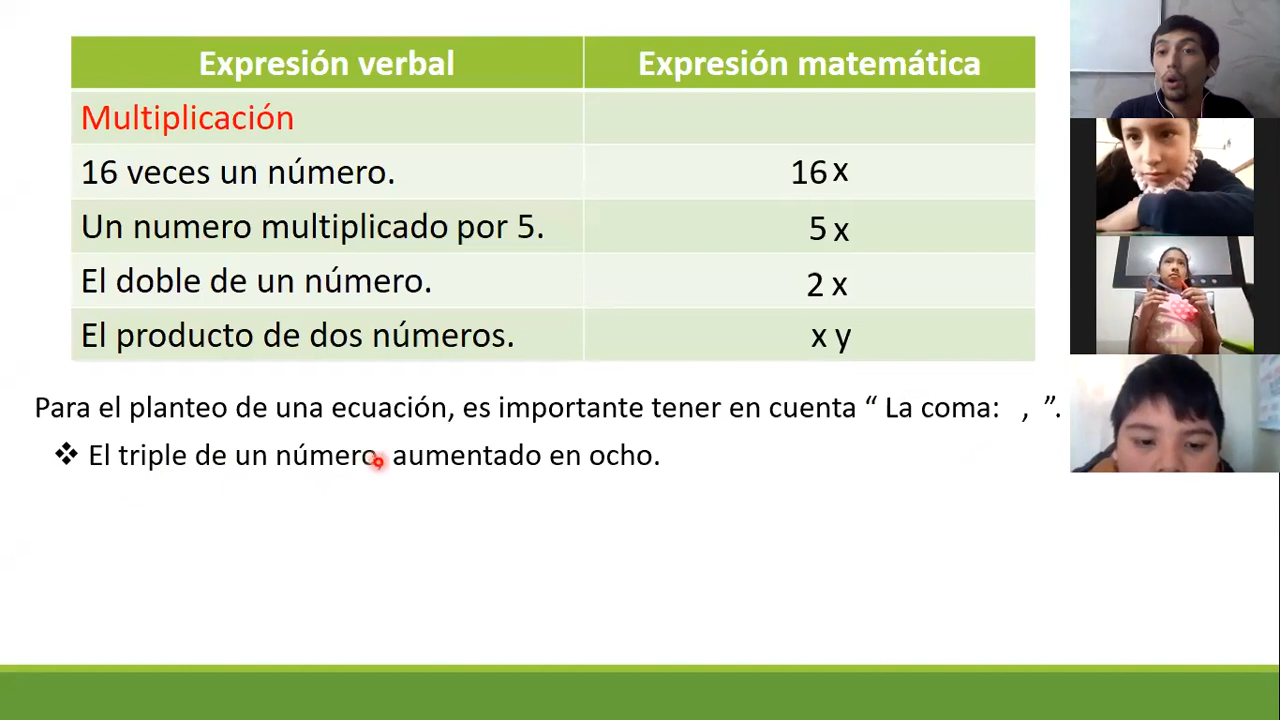 Expresión verbal Expresión matemática
Multiplicación
16 veces un número. 16 x
Un numero multiplicado por 5. 5 x
El doble de un número. 2 x
El producto de dos números. x y
Para el planteo de una ecuación, es importante tener en cuenta “ La coma: , ”.
❖ El triple de un número, aumentado en ocho.